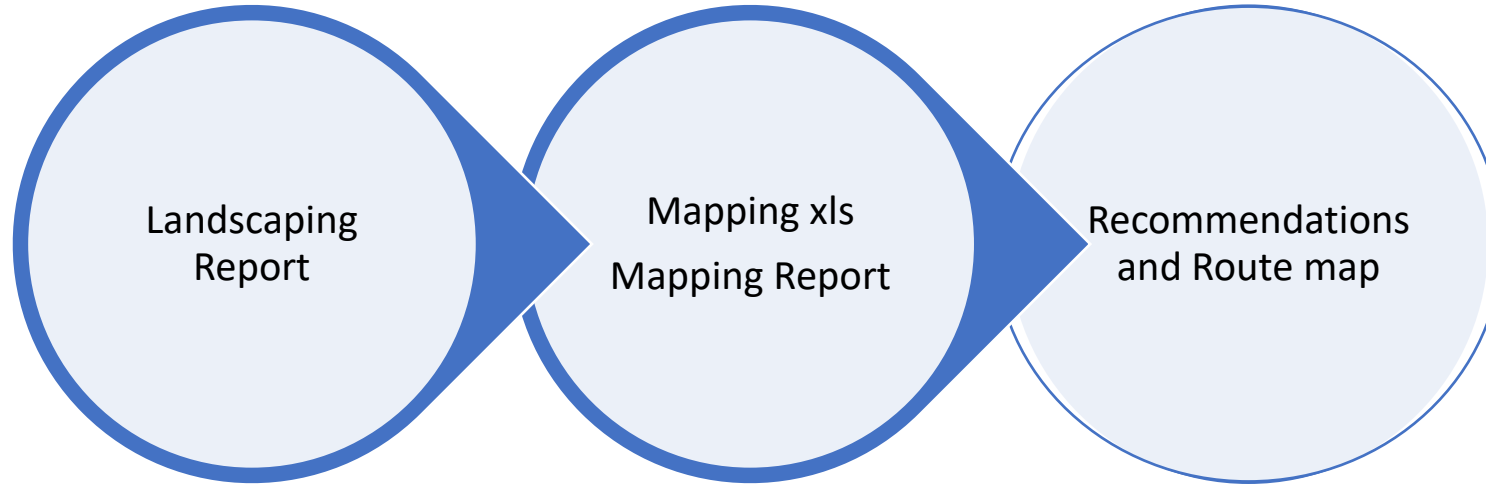 Landscaping
Report
Mapping xls
Mapping Report
Recommendations
and Route map